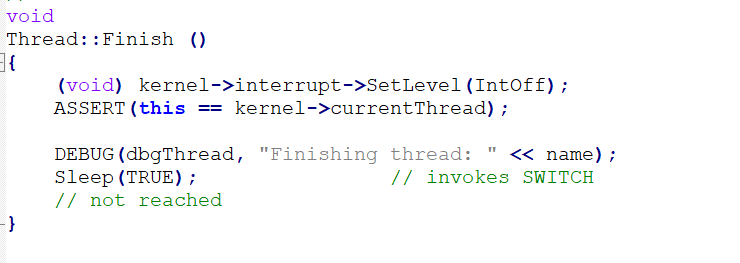 void
Thread::Finish ()
{
    (void) kernel->interrupt->SetLevel(IntOff);
    ASSERT(this == kernel->currentThread);

    DEBUG(dbgThread, "Finishing thread: " << name);
    Sleep(TRUE);                // invokes SWITCH
    // not reached
}